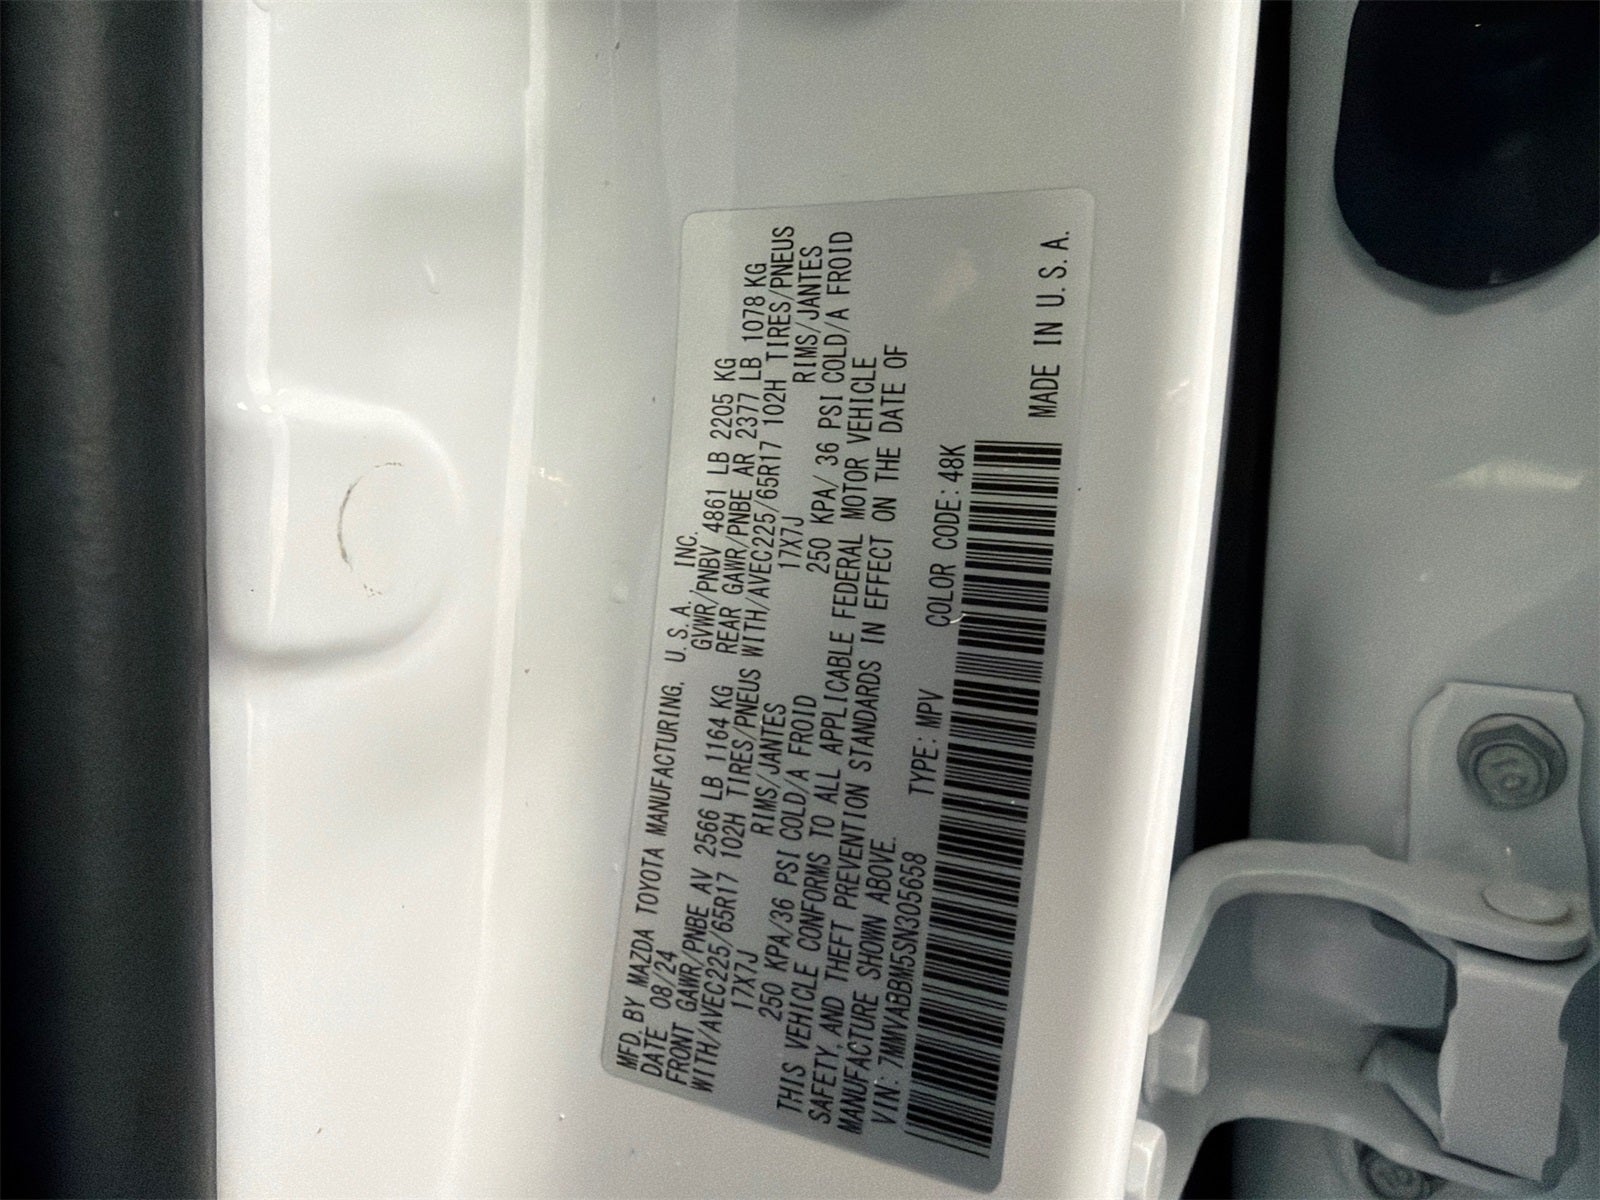 MFD. BY MAZDA TOYOTA MANUFACTURING, U.S.A. INC.
DATE 08/24 GVWR/PNBV 4861 LB 2205 KG
FRONT GAWR/PNBE AV 2566 LB 1164 KG REAR GAWR/PNBE AR 2377 LB 1078 KG
WITH/AVEC225/65R17 102H TIRES/PNEUS WITH/AVEC225/65R17 102H TIRES/PNEUS
17X7J RIMS/JANTES 17X7J RIMS/JANTES
250 KPA/36 PSI COLD/A FROID 250 KPA/ 36 PSI COLD/A FROID
THIS VEHICLE CONFORMS TO ALL APPLICABLE FEDERAL MOTOR VEHICLE
SAFETY, AND THEFT PREVENTION STANDARDS IN EFFECT ON THE DATE OF
MANUFACTURE SHOWN ABOVE.
VIN: 7MMVABBM5SN305658 TYPE: MPV COLOR CODE: 48K
MADE IN U.S.A.